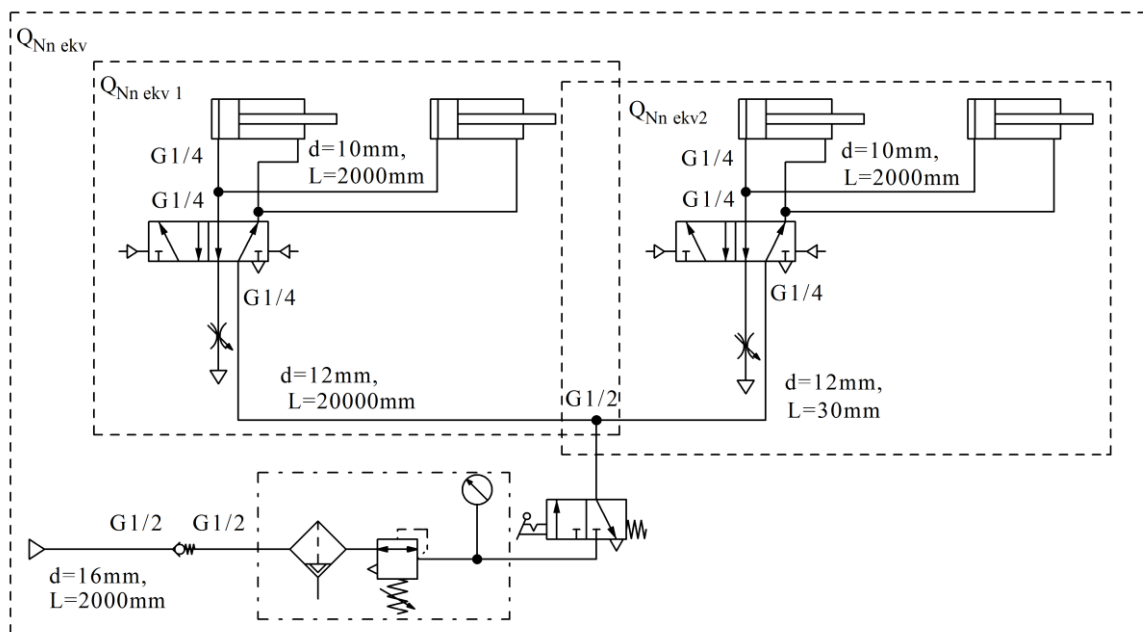 Q_Nn ekv
Q_Nn ekv 1
Q_Nn ekv2
G1/4
d=10mm,
L=2000mm
G1/4
G1/4
d=10mm,
L=2000mm
G1/4
G1/4
G1/4
d=12mm,
L=20000mm
G1/2
d=12mm,
L=30mm
G1/2
G1/2
d=16mm,
L=2000mm